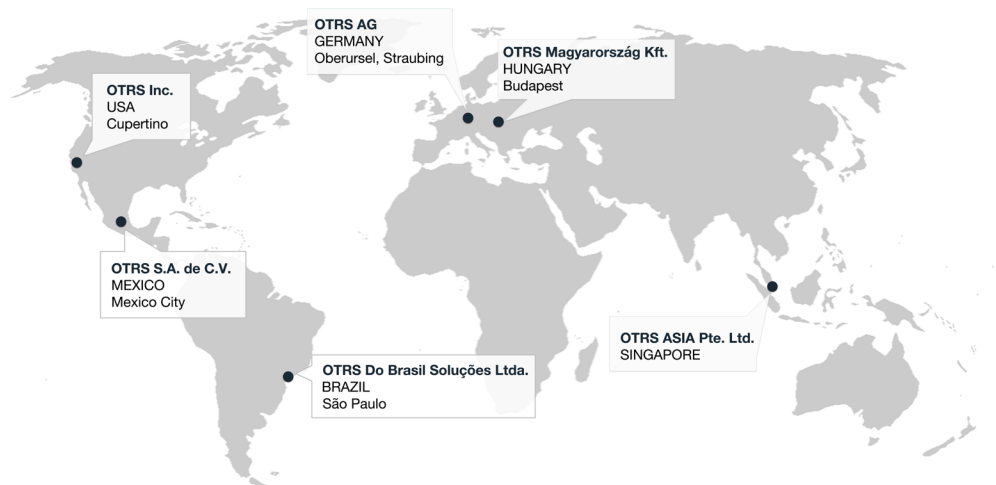 OTRS AG
GERMANY
Oberursel, Straubing
OTRS Magyarország Kft.
HUNGARY
Budapest
OTRS Inc.
USA
Cupertino
OTRS S.A. de C.V.
MEXICO
Mexico City
OTRS ASIA Pte. Ltd.
SINGAPORE
OTRS Do Brasil Soluções Ltda.
BRAZIL
São Paulo